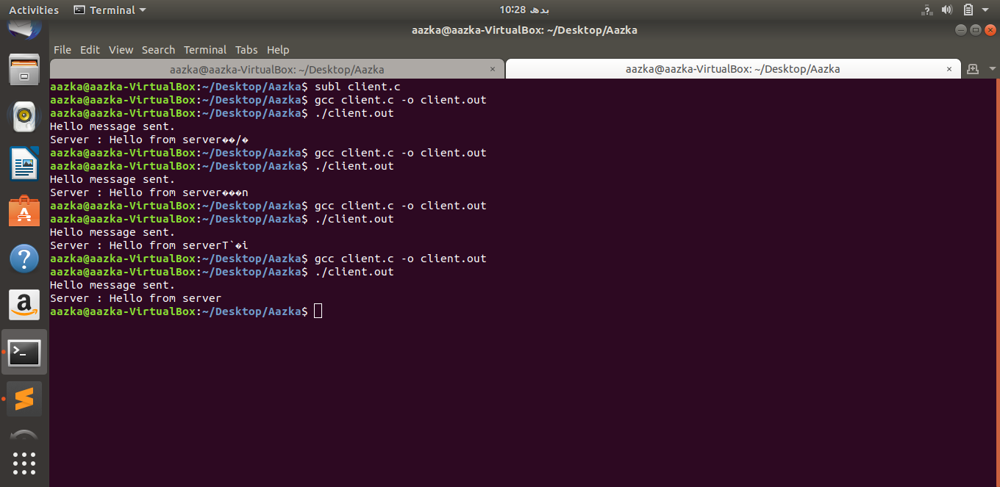 Activities Terminal بدھ 10:28
aazka@aazka-VirtualBox: ~/Desktop/Aazka
File Edit View Search Terminal Tabs Help
aazka@aazka-VirtualBox: ~/Desktop/Aazka × aazka@aazka-VirtualBox: ~/Desktop/Aazka ×
aazka@aazka-VirtualBox:~/Desktop/Aazka$ subl client.c
aazka@aazka-VirtualBox:~/Desktop/Aazka$ gcc client.c -o client.out
aazka@aazka-VirtualBox:~/Desktop/Aazka$ ./client.out
Hello message sent.
Server : Hello from server��/�
aazka@aazka-VirtualBox:~/Desktop/Aazka$ gcc client.c -o client.out
aazka@aazka-VirtualBox:~/Desktop/Aazka$ ./client.out
Hello message sent.
Server : Hello from server���n
aazka@aazka-VirtualBox:~/Desktop/Aazka$ gcc client.c -o client.out
aazka@aazka-VirtualBox:~/Desktop/Aazka$ ./client.out
Hello message sent.
Server : Hello from serverT`�i
aazka@aazka-VirtualBox:~/Desktop/Aazka$ gcc client.c -o client.out
aazka@aazka-VirtualBox:~/Desktop/Aazka$ ./client.out
Hello message sent.
Server : Hello from server
aazka@aazka-VirtualBox:~/Desktop/Aazka$